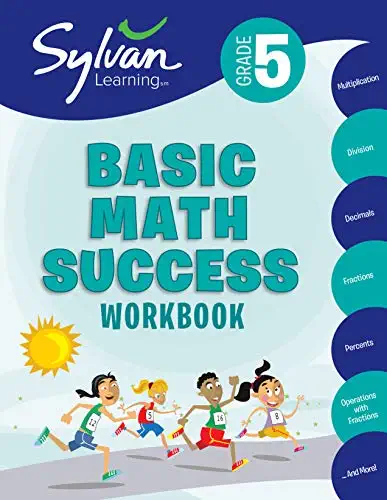 Sylvan
Learning℠
GRADE 5
BASIC
MATH
SUCCESS
WORKBOOK
Multiplication
Division
Decimals
Fractions
Percents
Operations
with
Fractions
...And More!
12
5
16
8